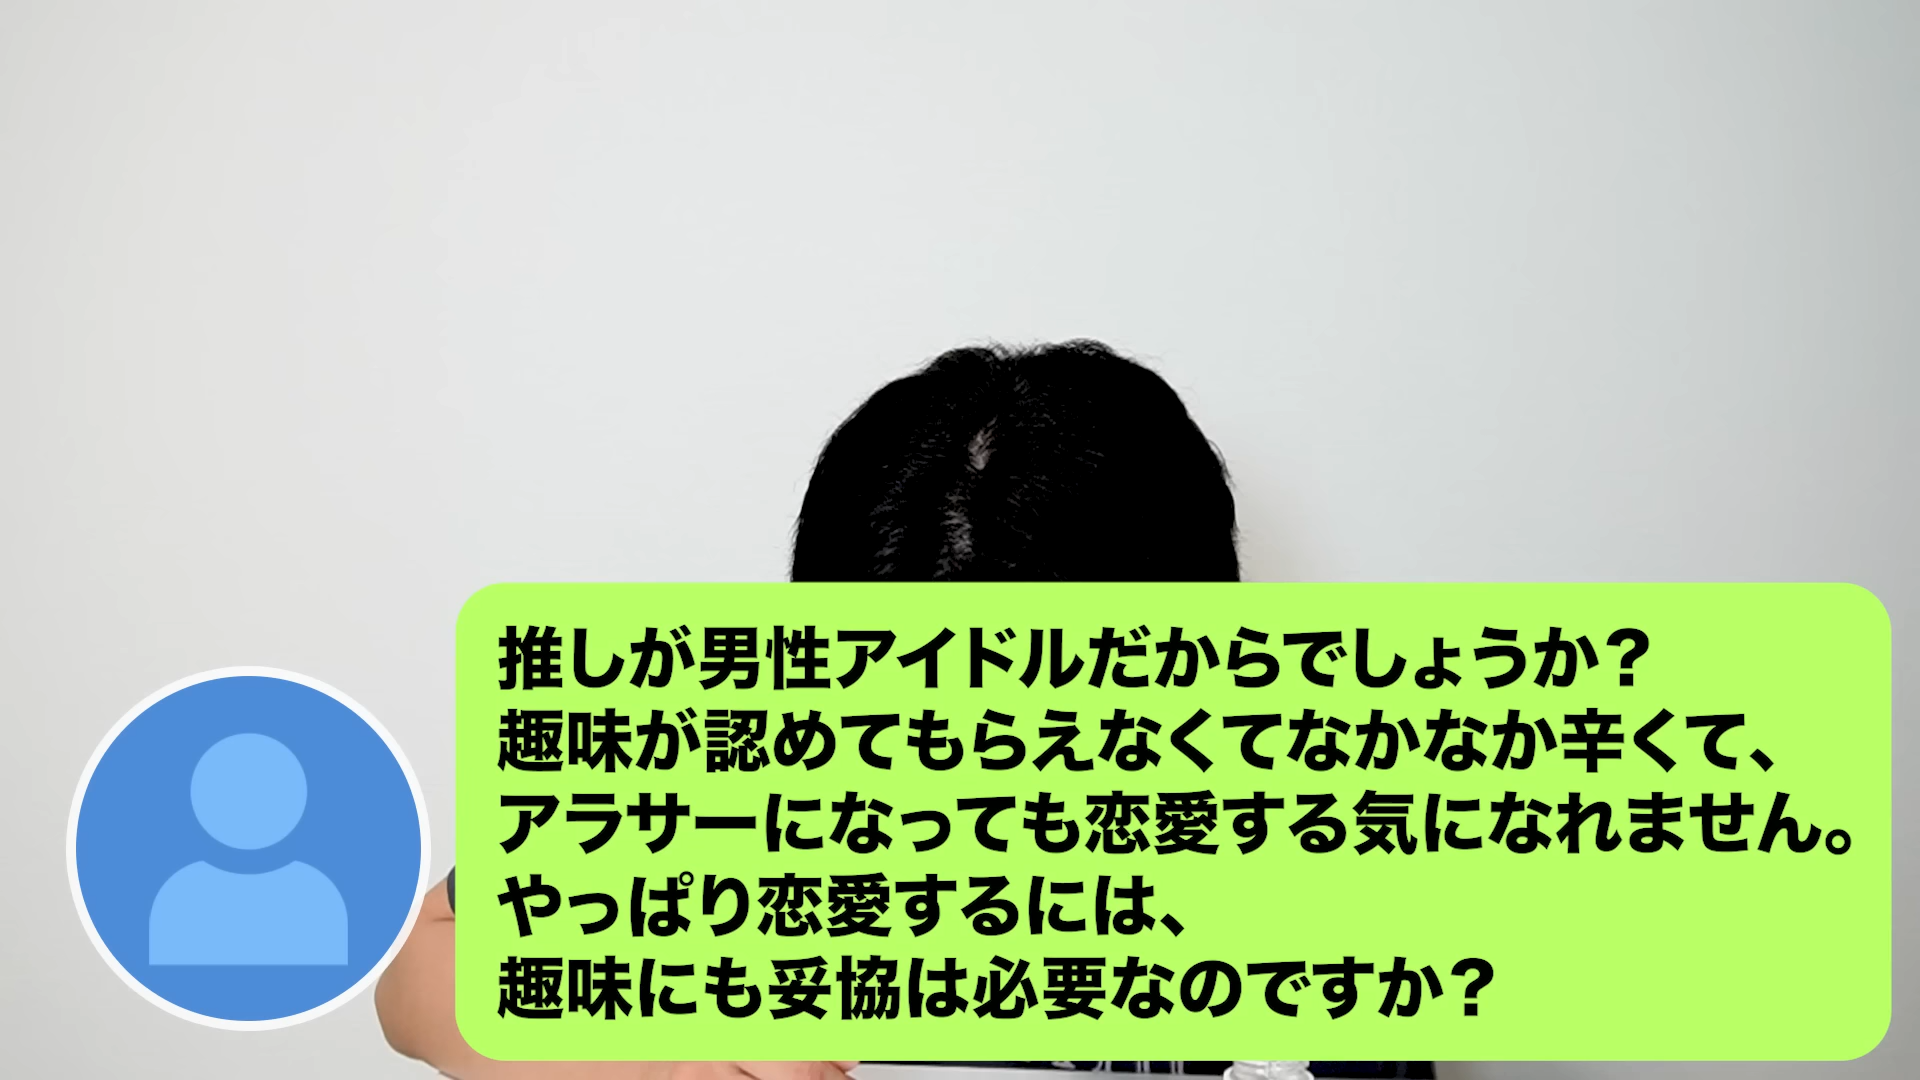 推しが男性アイドルだからでしょうか？
趣味が認めてもらえなくてなかなか辛くて、
アラサーになっても恋愛する気になれません。
やっぱり恋愛するには、
趣味にも妥協は必要なのですか？